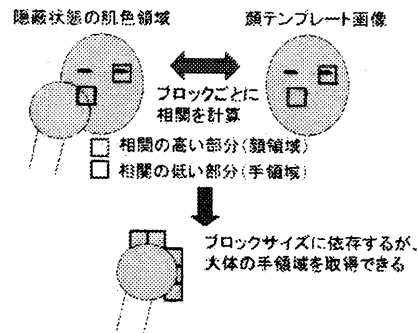 隠蔽状態の肌色領域
顔テンプレート画像
ブロックごとに
相関を計算
相関の高い部分(顔領域)
相関の低い部分(手領域)
ブロックサイズに依存するが、
大体の手領域を取得できる